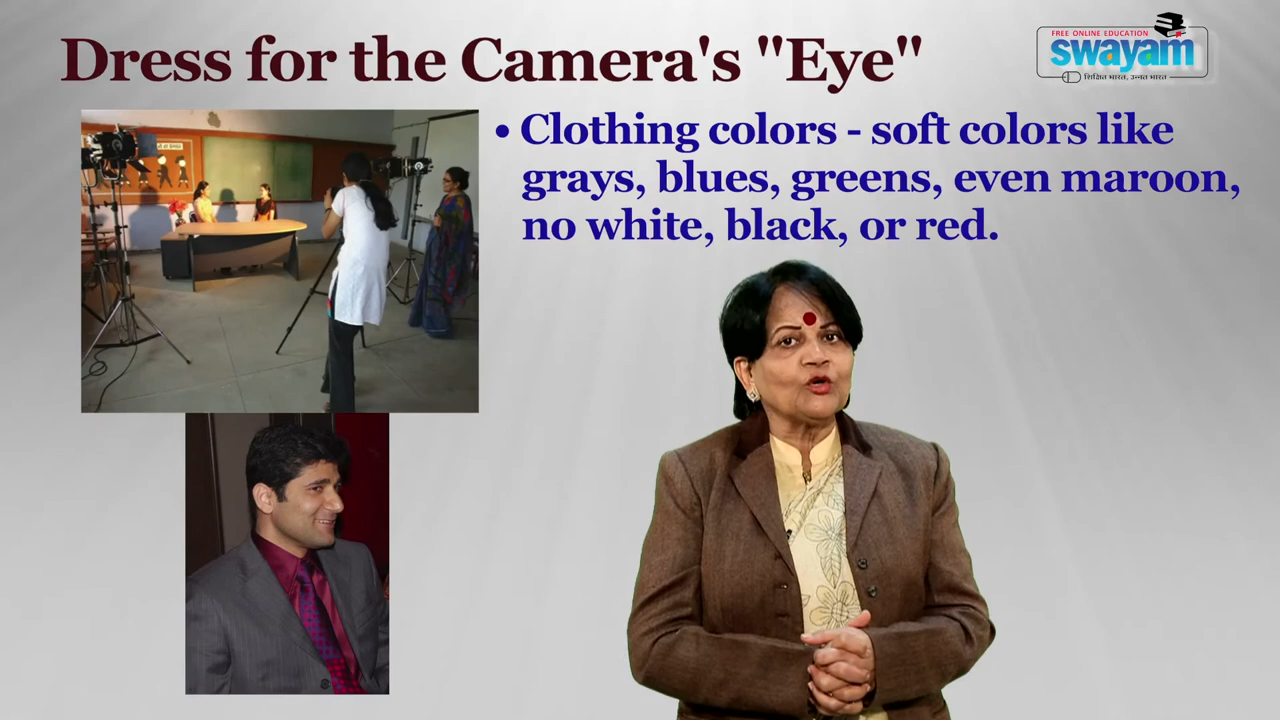 Dress for the Camera's "Eye"
FREE ONLINE EDUCATION
swayam
शिक्षित भारत, उन्नत भारत
• Clothing colors - soft colors like
grays, blues, greens, even maroon,
no white, black, or red.